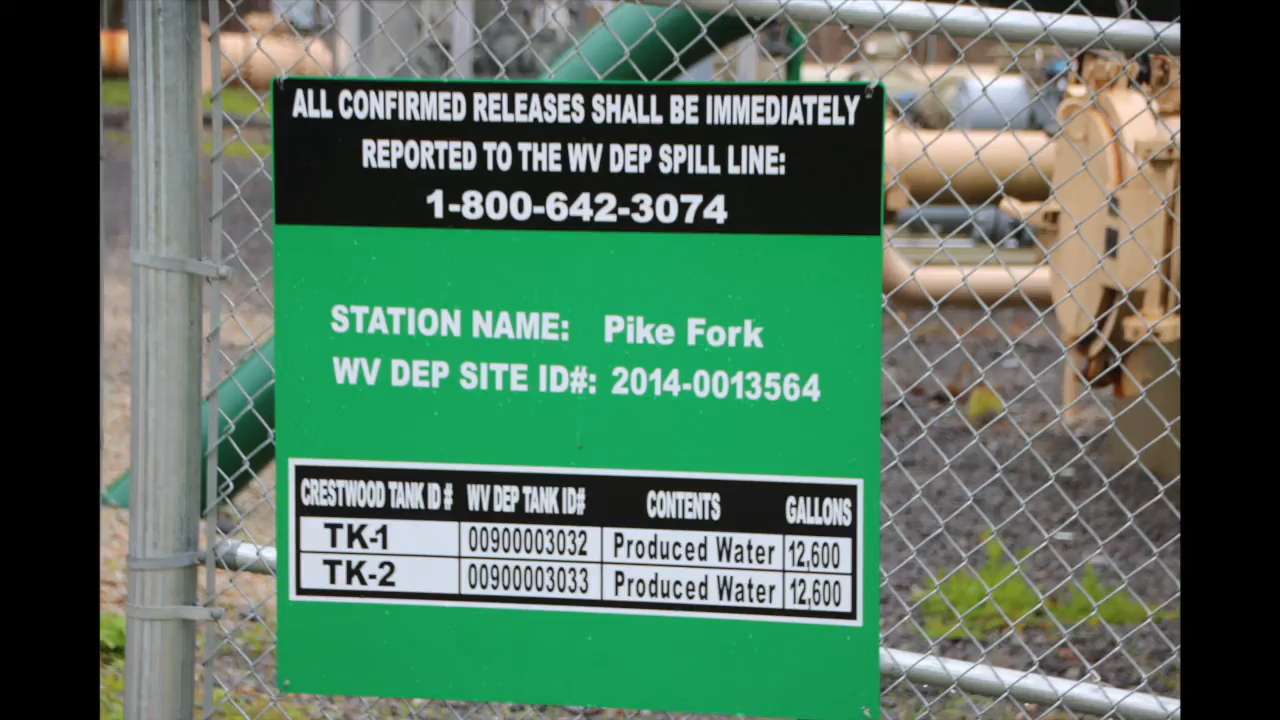 ALL CONFIRMED RELEASES SHALL BE IMMEDIATELY
REPORTED TO THE WV DEP SPILL LINE:
1-800-642-3074
STATION NAME: Pike Fork
WV DEP SITE ID#: 2014-0013564
CRESTWOOD TANK ID # WV DEP TANK ID# CONTENTS GALLONS
TK-1 00900003032 Produced Water 12,600
TK-2 00900003033 Produced Water 12,600